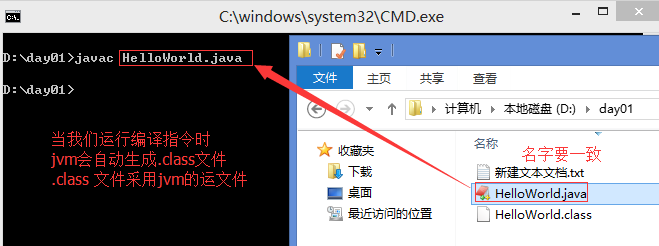 C:\windows\system32\CMD.exe
D:\day01>javac HelloWorld.java
D:\day01>
当我们运行编译指令时
jvm会自动生成.class文件
.class 文件采用jvm的运文件
文件 主页 共享 查看
计算机 本地磁盘 (D:) day01
收藏夹
下载
桌面
最近访问的位置
名称
名字要一致
新建文本文档.txt
HelloWorld.java
HelloWorld.class